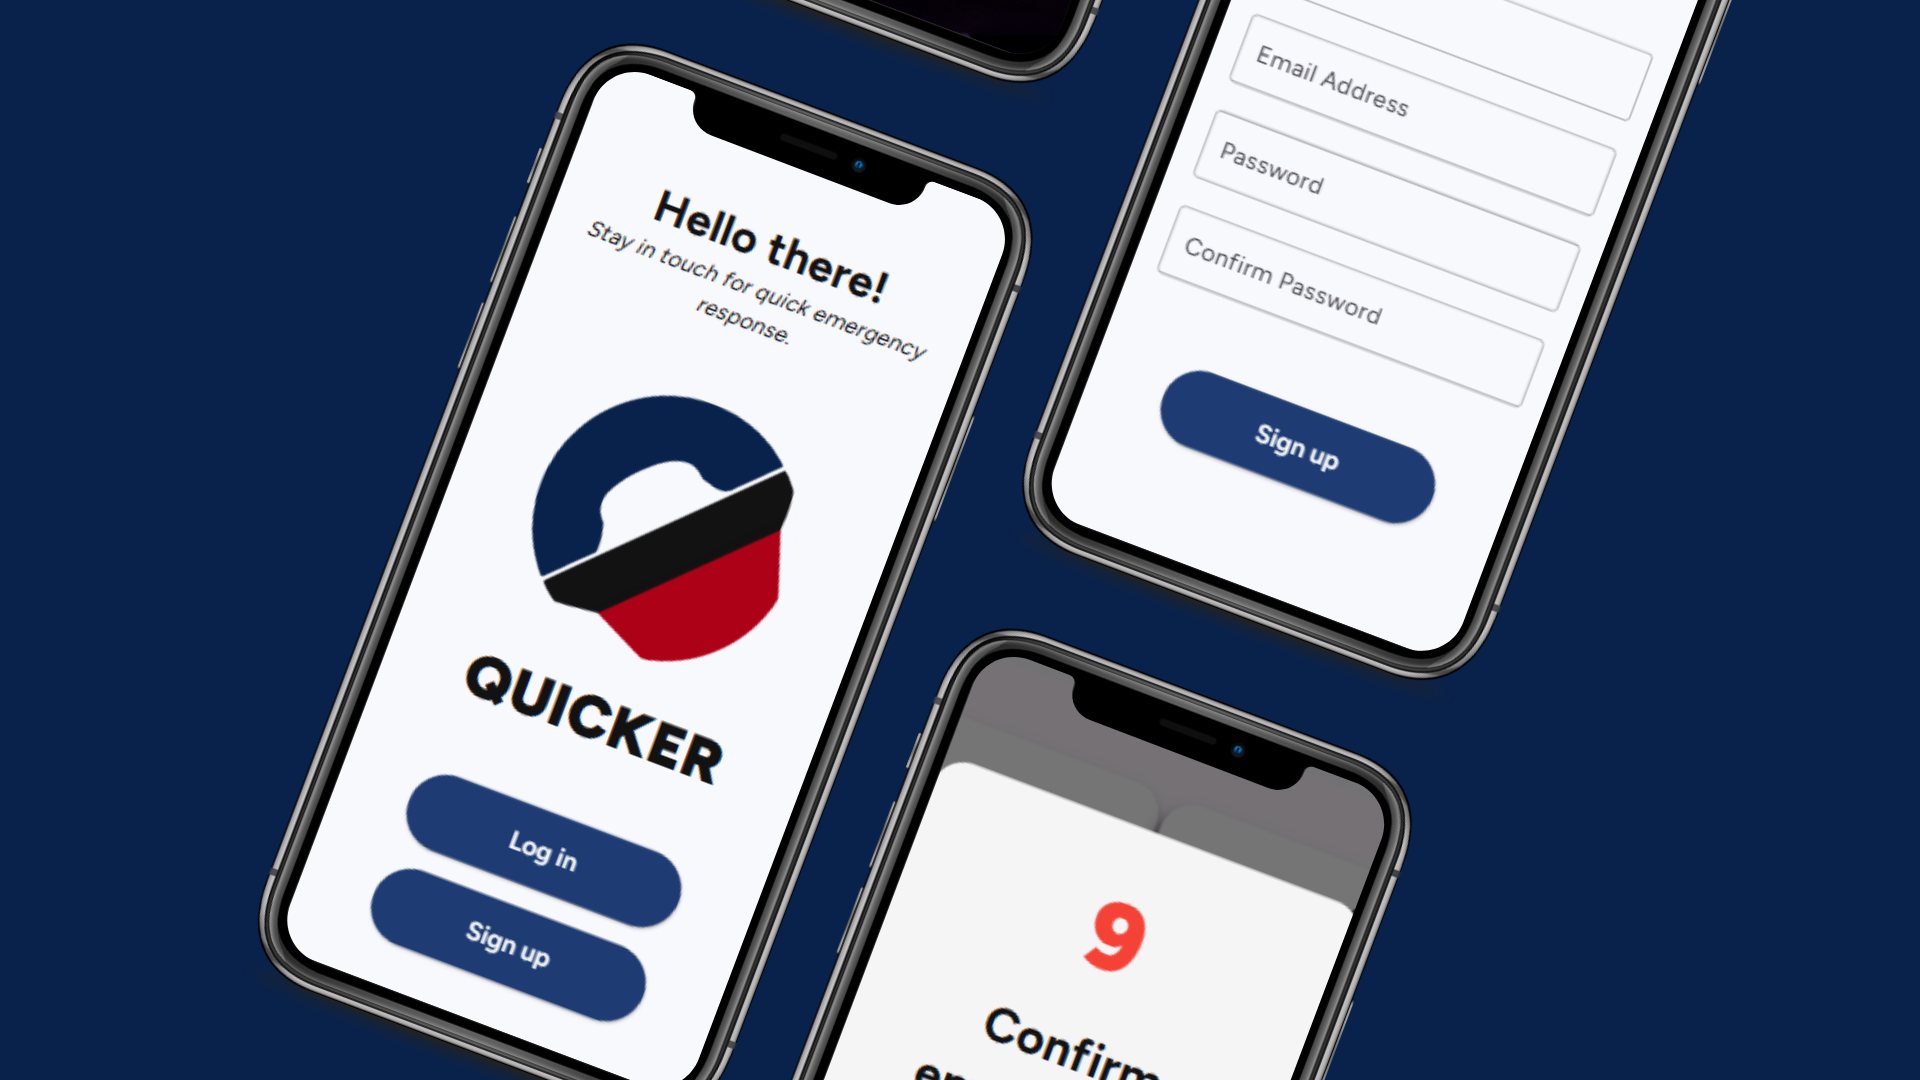 Hello there!
Stay in touch for quick emergency
response.
QUICKER
Log in
Sign up
Email Address
Password
Confirm Password
Sign up
9
Confirm